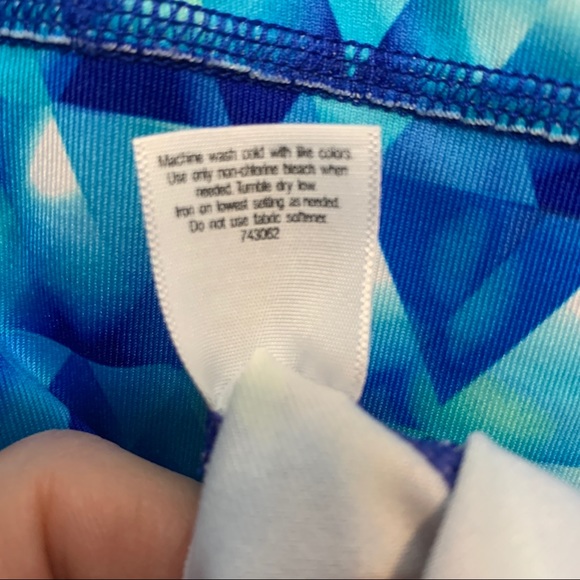 Machine wash cold with like colors.
Use only non-chlorine bleach when
needed. Tumble dry low.
Iron on lowest setting as needed.
Do not use fabric softener.
743062